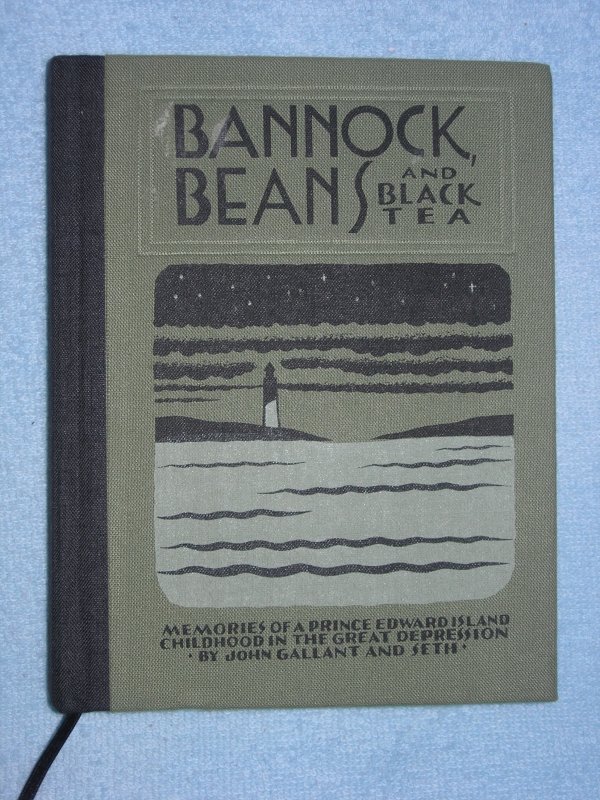 BANNOCK,
BEANS AND
BLACK
TEA
MEMORIES OF A PRINCE EDWARD ISLAND
CHILDHOOD IN THE GREAT DEPRESSION
· BY JOHN GALLANT AND SETH ·